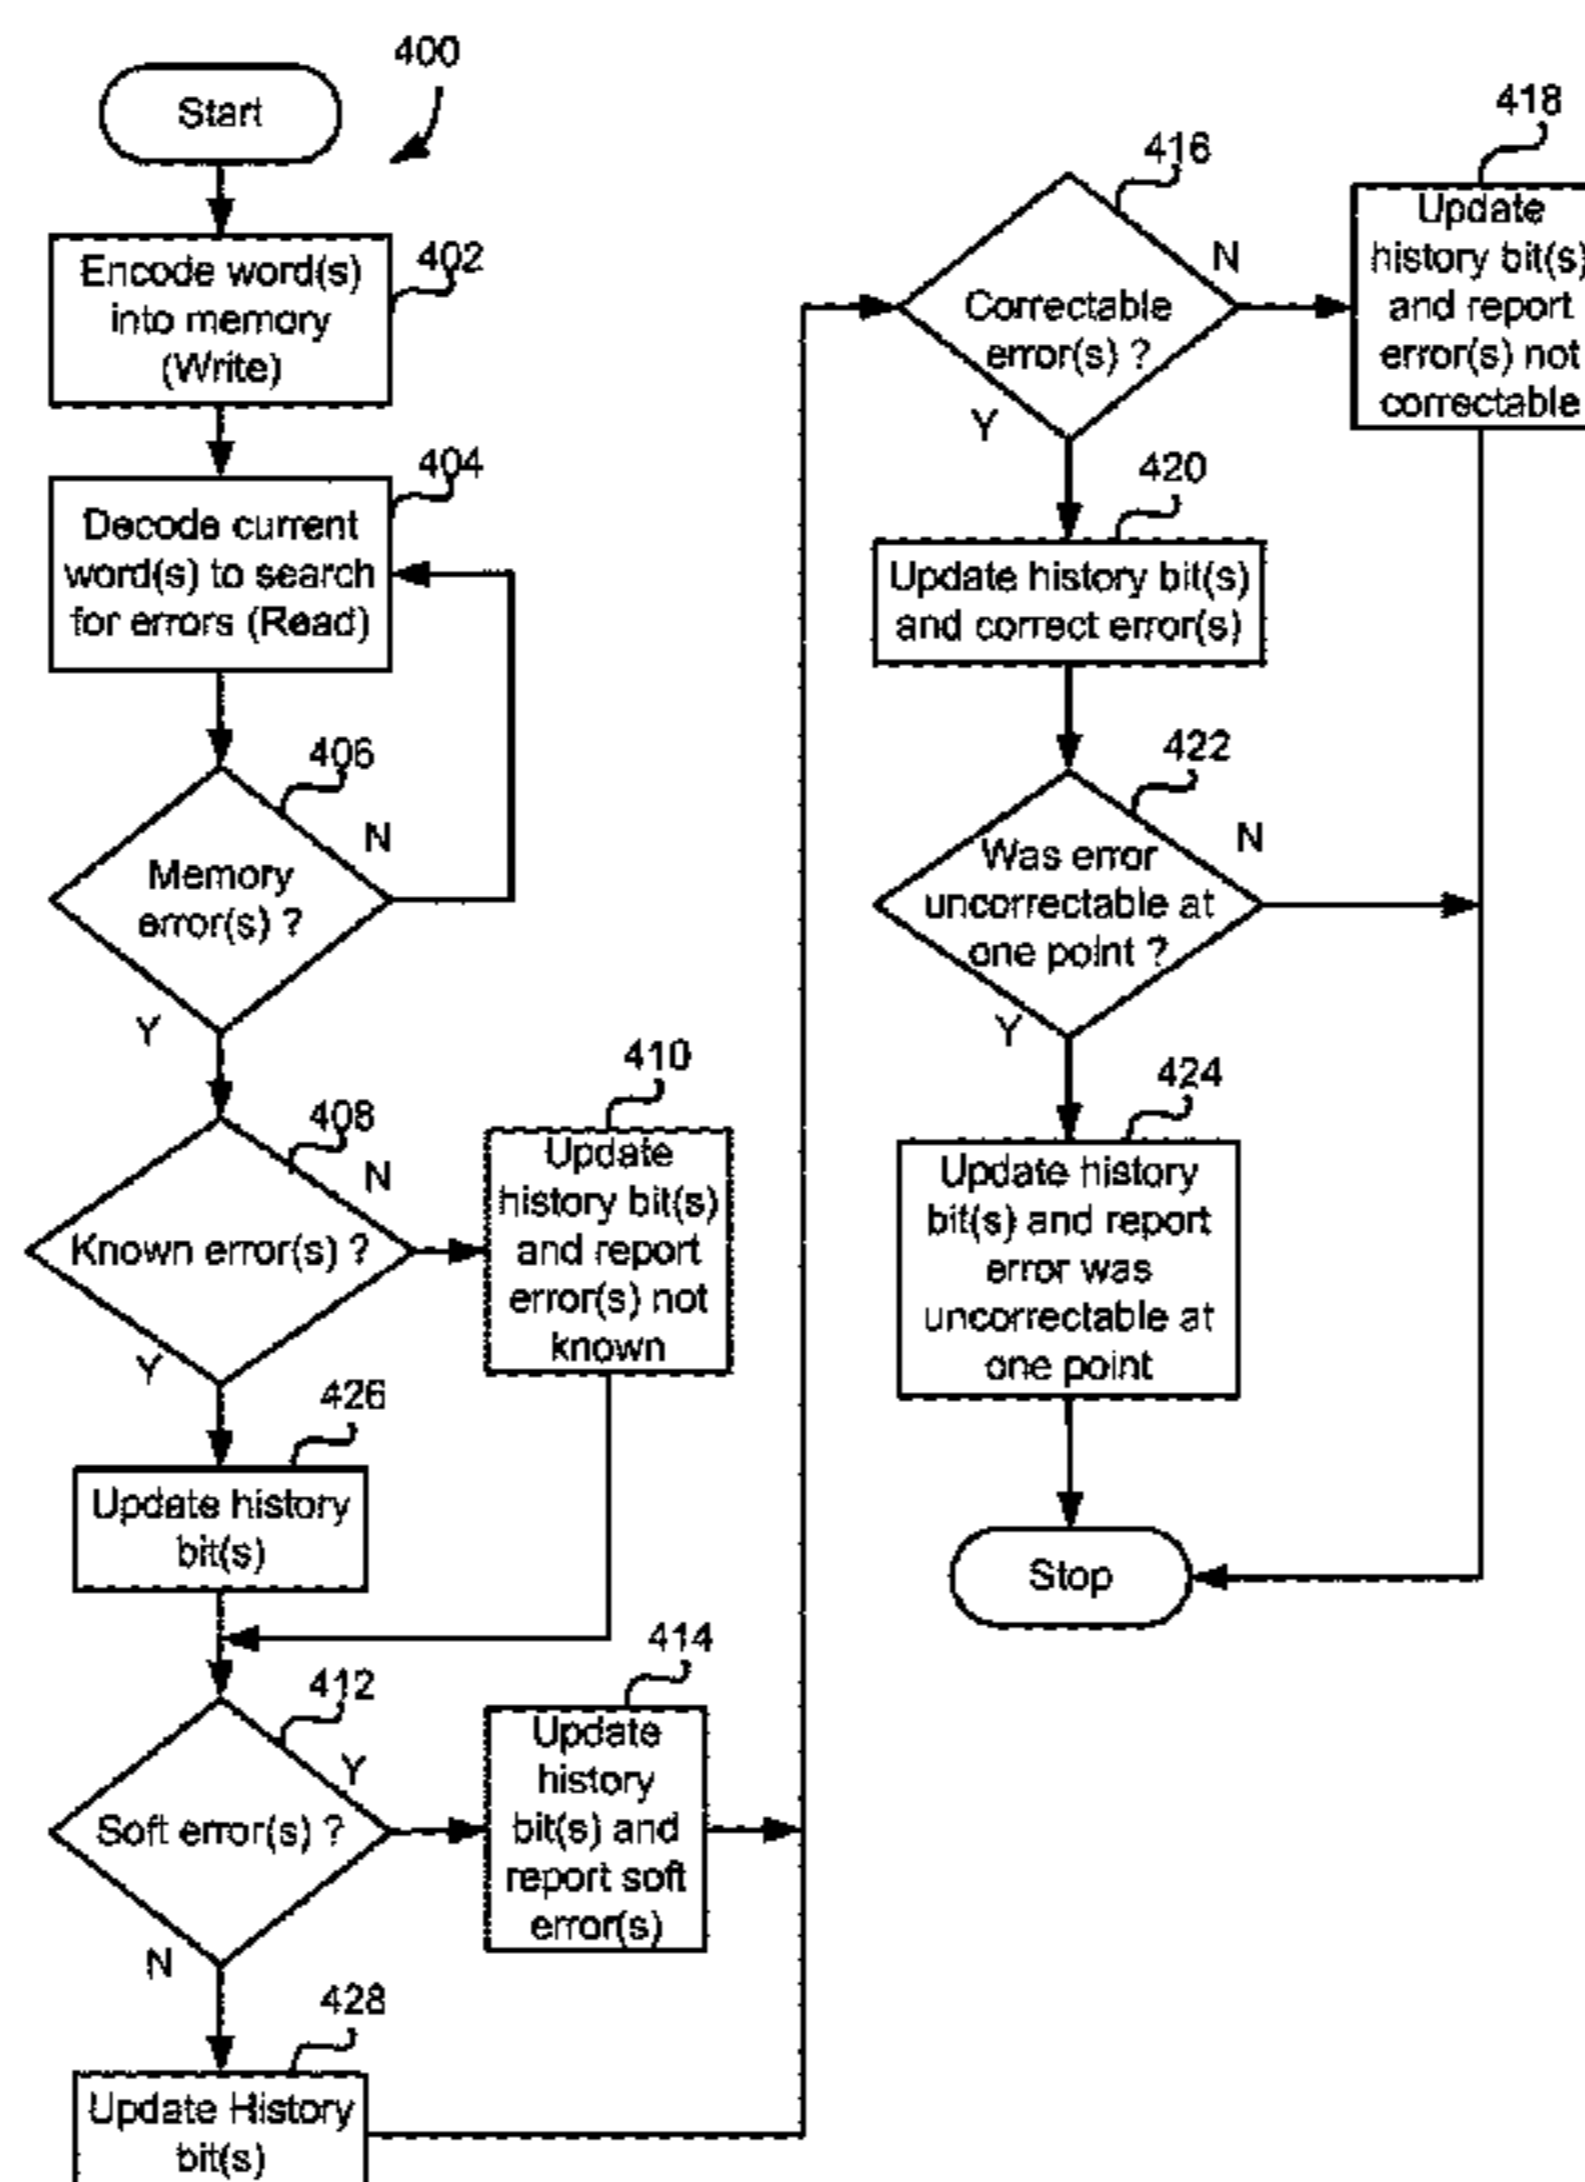 400
Start
402
Encode word(s)
into memory
(Write)
404
Decode current
word(s) to search
for errors (Read)
406
N
Memory
error(s) ?
Y
408
N
Known error(s) ?
Y
410
Update
history bit(s)
and report
error(s) not
known
426
Update history
bit(s)
412
Y
Soft error(s) ?
N
414
Update
history
bit(s) and
report soft
error(s)
428
Update History
bit(s)
416
N
Correctable
error(s) ?
Y
418
Update
history bit(s)
and report
error(s) not
correctable
420
Update history bit(s)
and correct error(s)
422
N
Was error
uncorrectable at
one point ?
Y
424
Update history
bit(s) and report
error was
uncorrectable at
one point
Stop